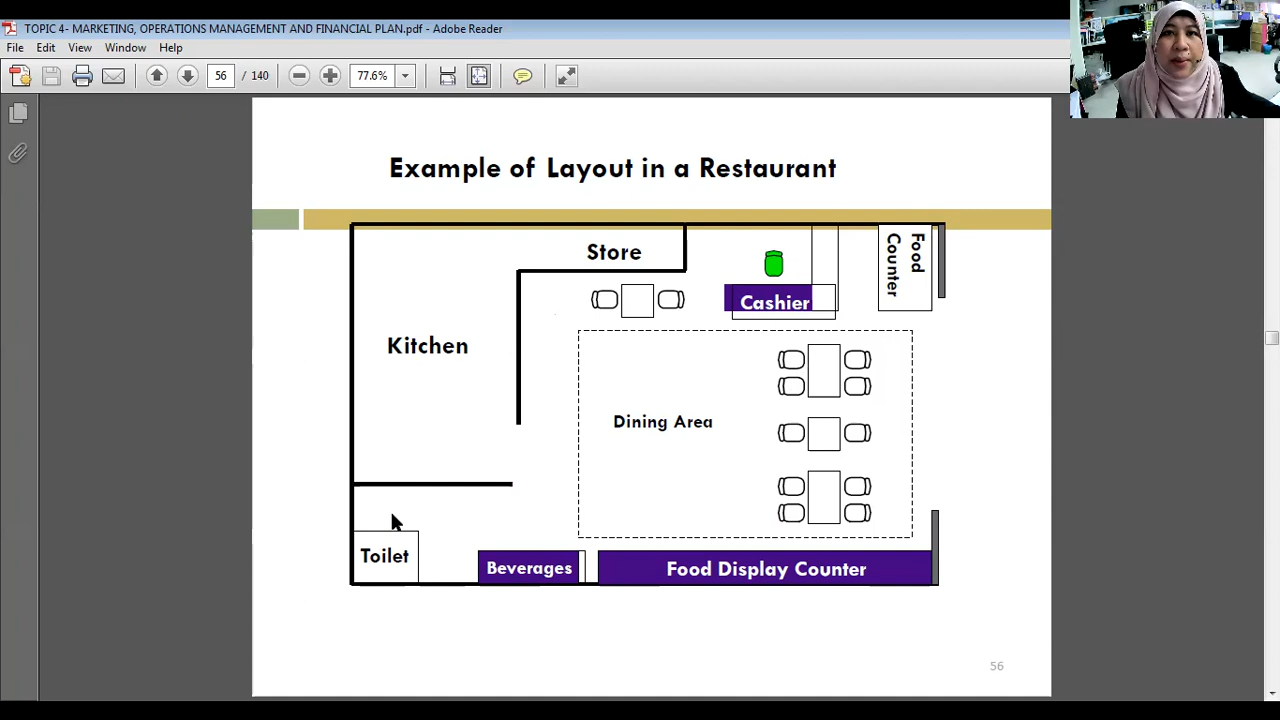 TOPIC 4- MARKETING, OPERATIONS MANAGEMENT AND FINANCIAL PLAN.pdf - Adobe Reader
File Edit View Window Help
56 / 140 77.6%
Example of Layout in a Restaurant
Store
Food
Counter
Cashier
Kitchen
Dining Area
Toilet
Beverages
Food Display Counter
56